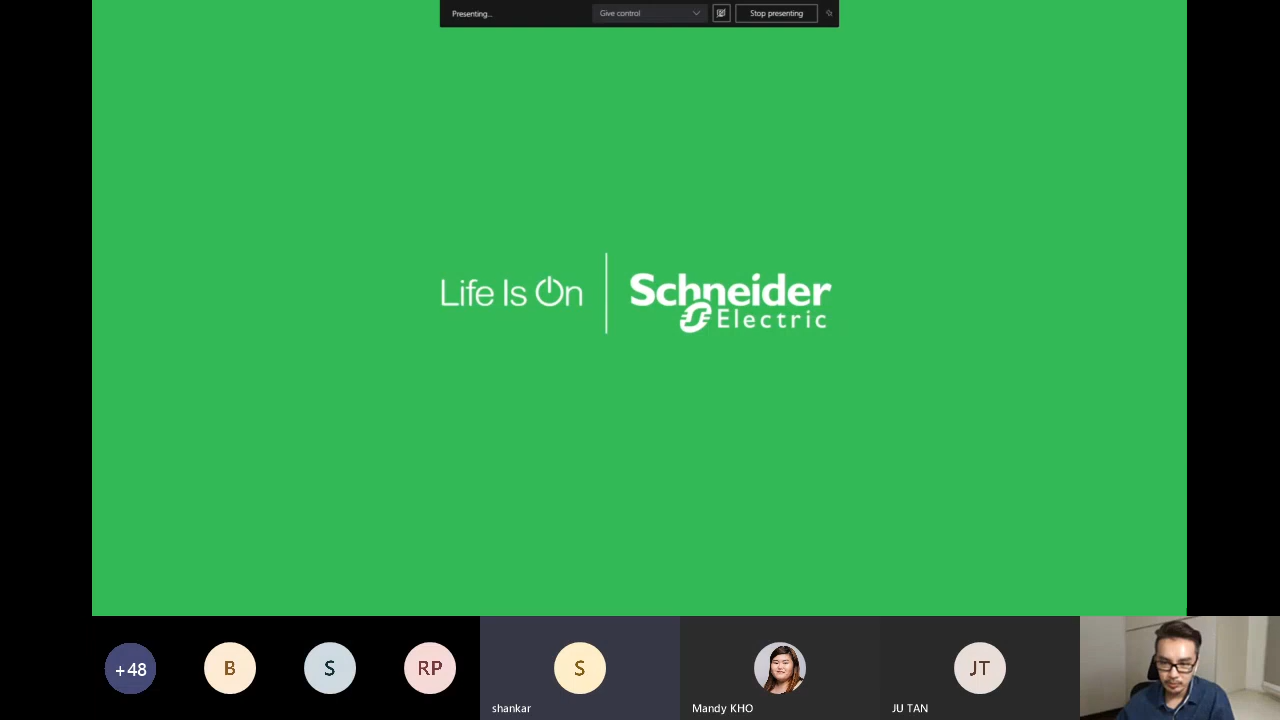 Presenting...
Give control
Stop presenting
Life Is On
Schneider
Electric
+48
B
S
RP
S
JT
shankar
Mandy KHO
JU TAN